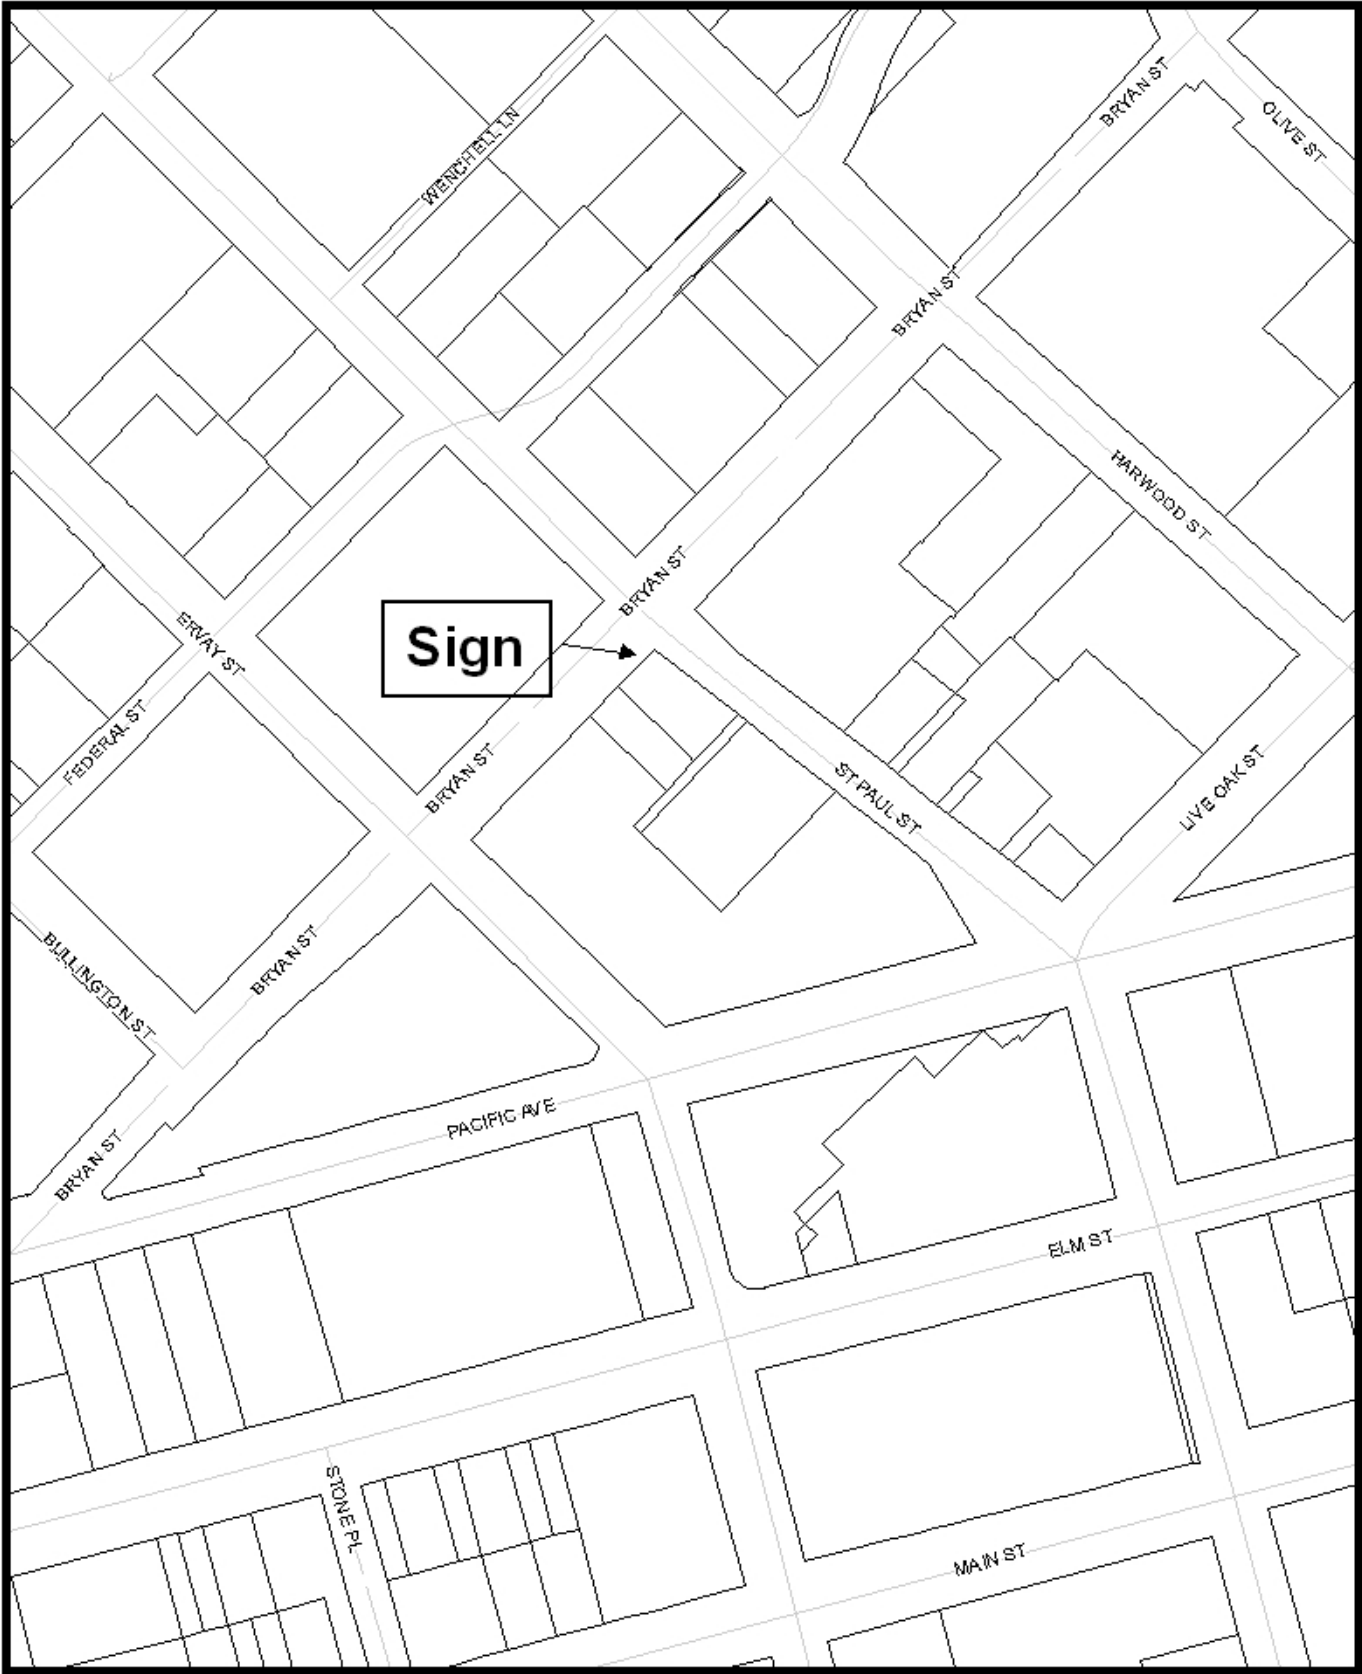 BRYAN ST
OLIVE ST
WENCHELL LN
BRYAN ST
HARWOOD ST
BRYAN ST
Sign
ERVAY ST
FEDERAL ST
BRYAN ST
ST PAUL ST
LIVE OAK ST
BULLINGTON ST
BRYAN ST
PACIFIC AVE
BRYAN ST
ELM ST
STONE PL
MAIN ST